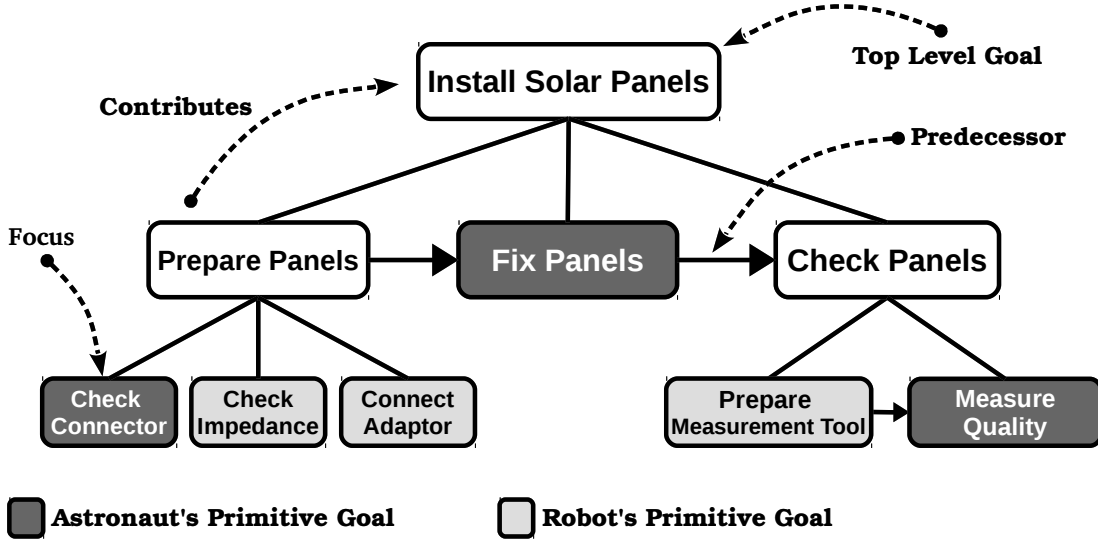 Install Solar Panels
Top Level Goal
Contributes
Predecessor
Focus
Prepare Panels
Fix Panels
Check Panels
Check
Connector
Check
Impedance
Connect
Adaptor
Prepare
Measurement Tool
Measure
Quality
Astronaut's Primitive Goal
Robot's Primitive Goal